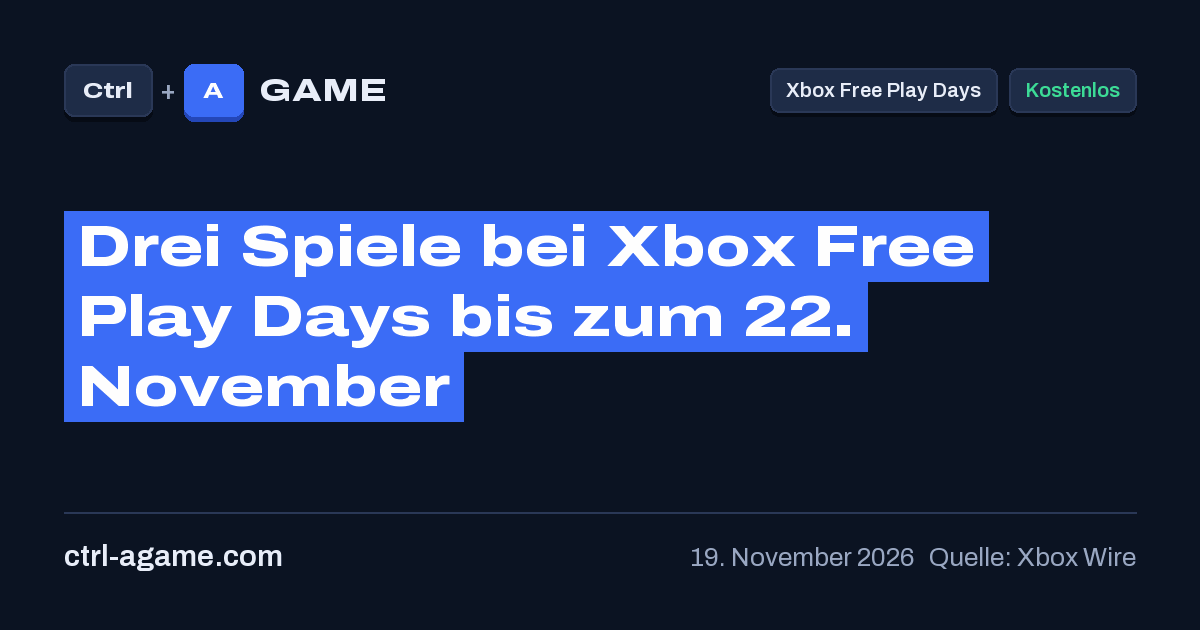 Ctrl + A GAME
Xbox Free Play Days
Kostenlos
Drei Spiele bei Xbox Free
Play Days bis zum 22.
November
ctrl-agame.com
19. November 2026 Quelle: Xbox Wire